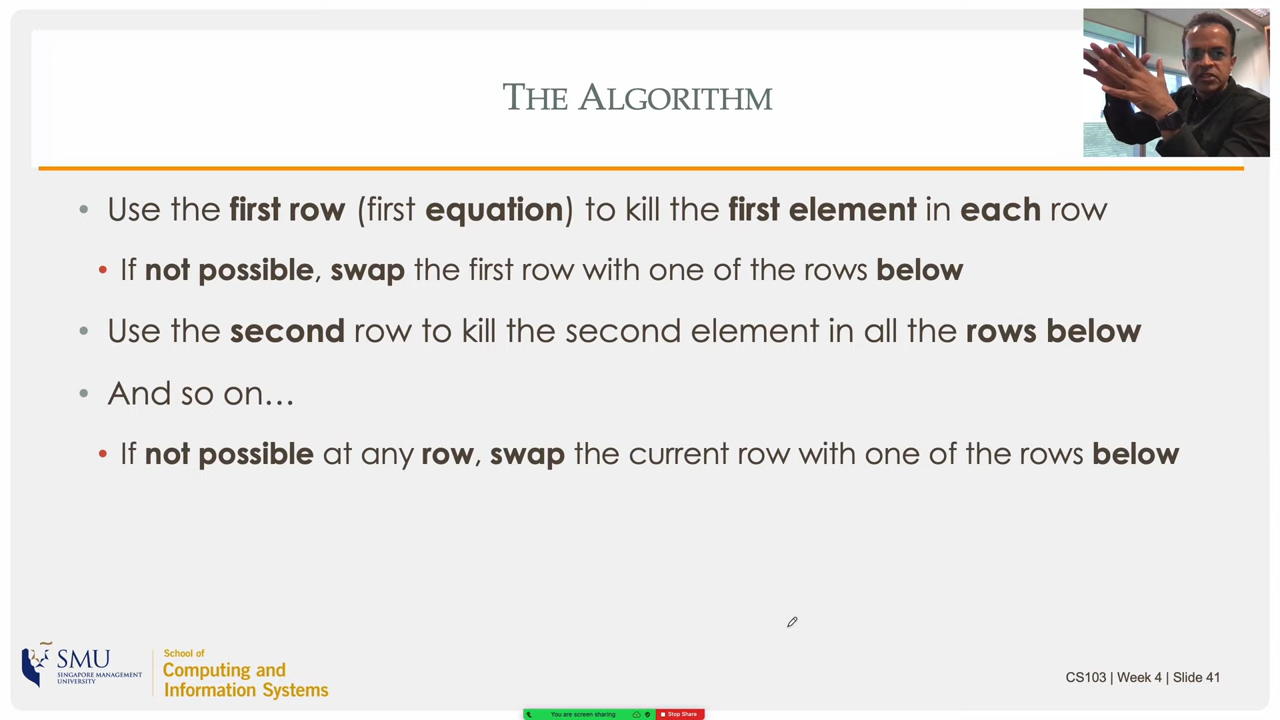 THE ALGORITHM
• Use the first row (first equation) to kill the first element in each row
• If not possible, swap the first row with one of the rows below
• Use the second row to kill the second element in all the rows below
• And so on…
• If not possible at any row, swap the current row with one of the rows below
SMU
SINGAPORE MANAGEMENT
UNIVERSITY
School of
Computing and
Information Systems
CS103 | Week 4 | Slide 41
You are screen sharing
Stop Share